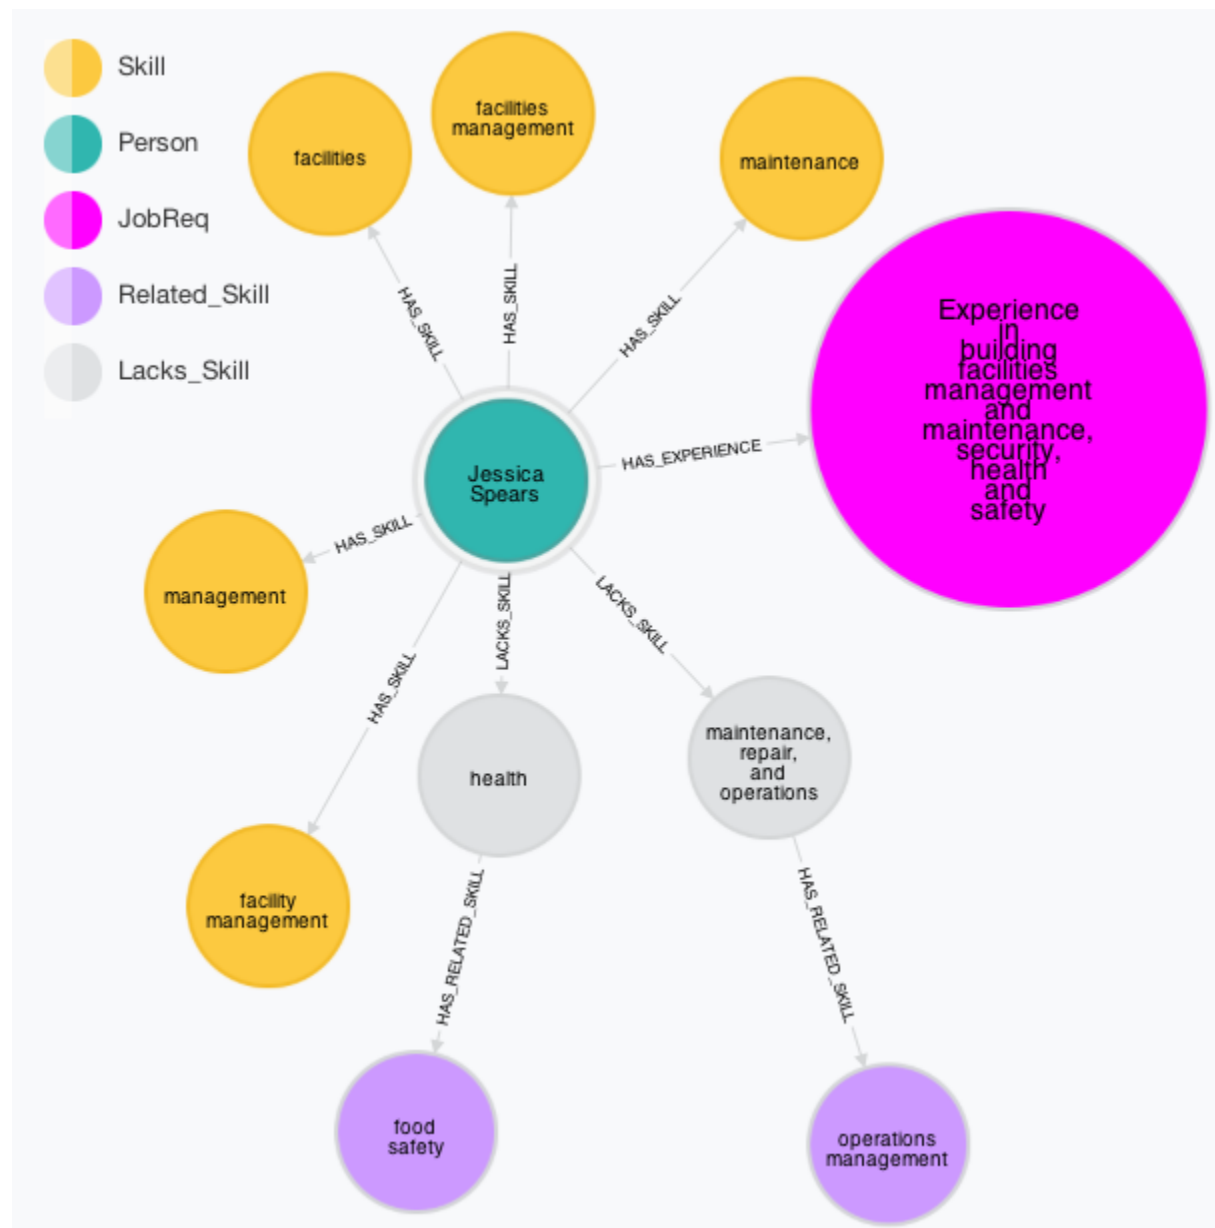 Skill
Person
JobReq
Related_Skill
Lacks_Skill
facilities
facilities
management
maintenance
HAS_SKILL
HAS_SKILL
HAS_SKILL
Experience
in
building
facilities
management
and
maintenance,
security,
health
and
safety
HAS_EXPERIENCE
Jessica
Spears
HAS_SKILL
management
HAS_SKILL
LACKS_SKILL
LACKS_SKILL
health
maintenance,
repair,
and
operations
facility
management
HAS_RELATED_SKILL
HAS_RELATED_SKILL
food
safety
operations
management